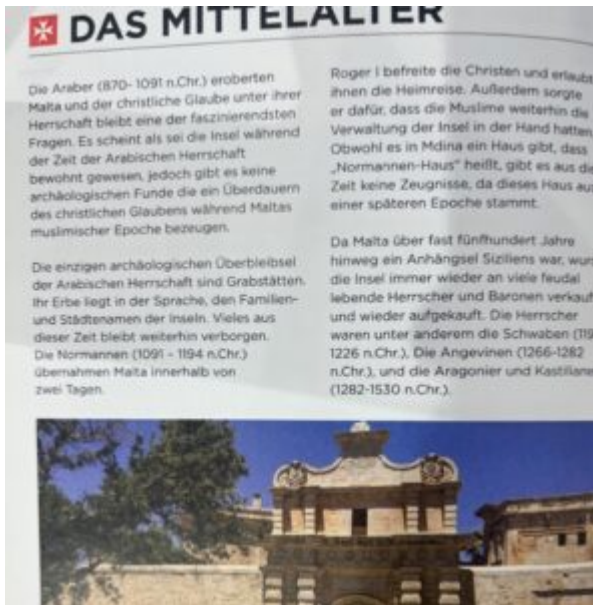 DAS MITTELALTER
Die Araber (870- 1091 n.Chr.) eroberten
Malta und der christliche Glaube unter ihrer
Herrschaft bleibt eine der faszinierendsten
Fragen. Es scheint als sei die Insel während
der Zeit der Arabischen Herrschaft
bewohnt gewesen, jedoch gibt es keine
archäologischen Funde die ein Überdauern
des christlichen Glaubens während Maltas
muslimischer Epoche bezeugen.
Die einzigen archäologischen Überbleibsel
der Arabischen Herrschaft sind Grabstätten.
Ihr Erbe liegt in der Sprache, den Familien-
und Städtenamen der Inseln. Vieles aus
dieser Zeit bleibt weiterhin verborgen.
Die Normannen (1091 - 1194 n.Chr.)
übernahmen Malta innerhalb von
zwei Tagen.
Roger I befreite die Christen und erlaubt
ihnen die Heimreise. Außerdem sorgte
er dafür, dass die Muslime weiterhin die
Verwaltung der Insel in der Hand hatten.
Obwohl es in Mdina ein Haus gibt, dass
„Normannen-Haus" heißt, gibt es aus die
Zeit keine Zeugnisse, da dieses Haus aus
einer späteren Epoche stammt.
Da Malta über fast fünfhundert Jahre
hinweg ein Anhängsel Siziliens war, wur
die Insel immer wieder an viele feudal
lebende Herrscher und Baronen verkauf
und wieder aufgekauft. Die Herrscher
waren unter anderem die Schwaben (119
1226 n.Chr.), Die Angevinen (1266-1282
n.Chr.), und die Aragonier und Kastiliane
(1282-1530 n.Chr.).